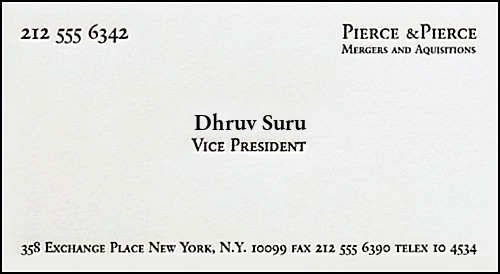 212 555 6342
PIERCE & PIERCE
MERGERS AND AQUISITIONS
Dhruv Suru
VICE PRESIDENT
358 EXCHANGE PLACE NEW YORK, N.Y. 10099 FAX 212 555 6390 TELEX 10 4534